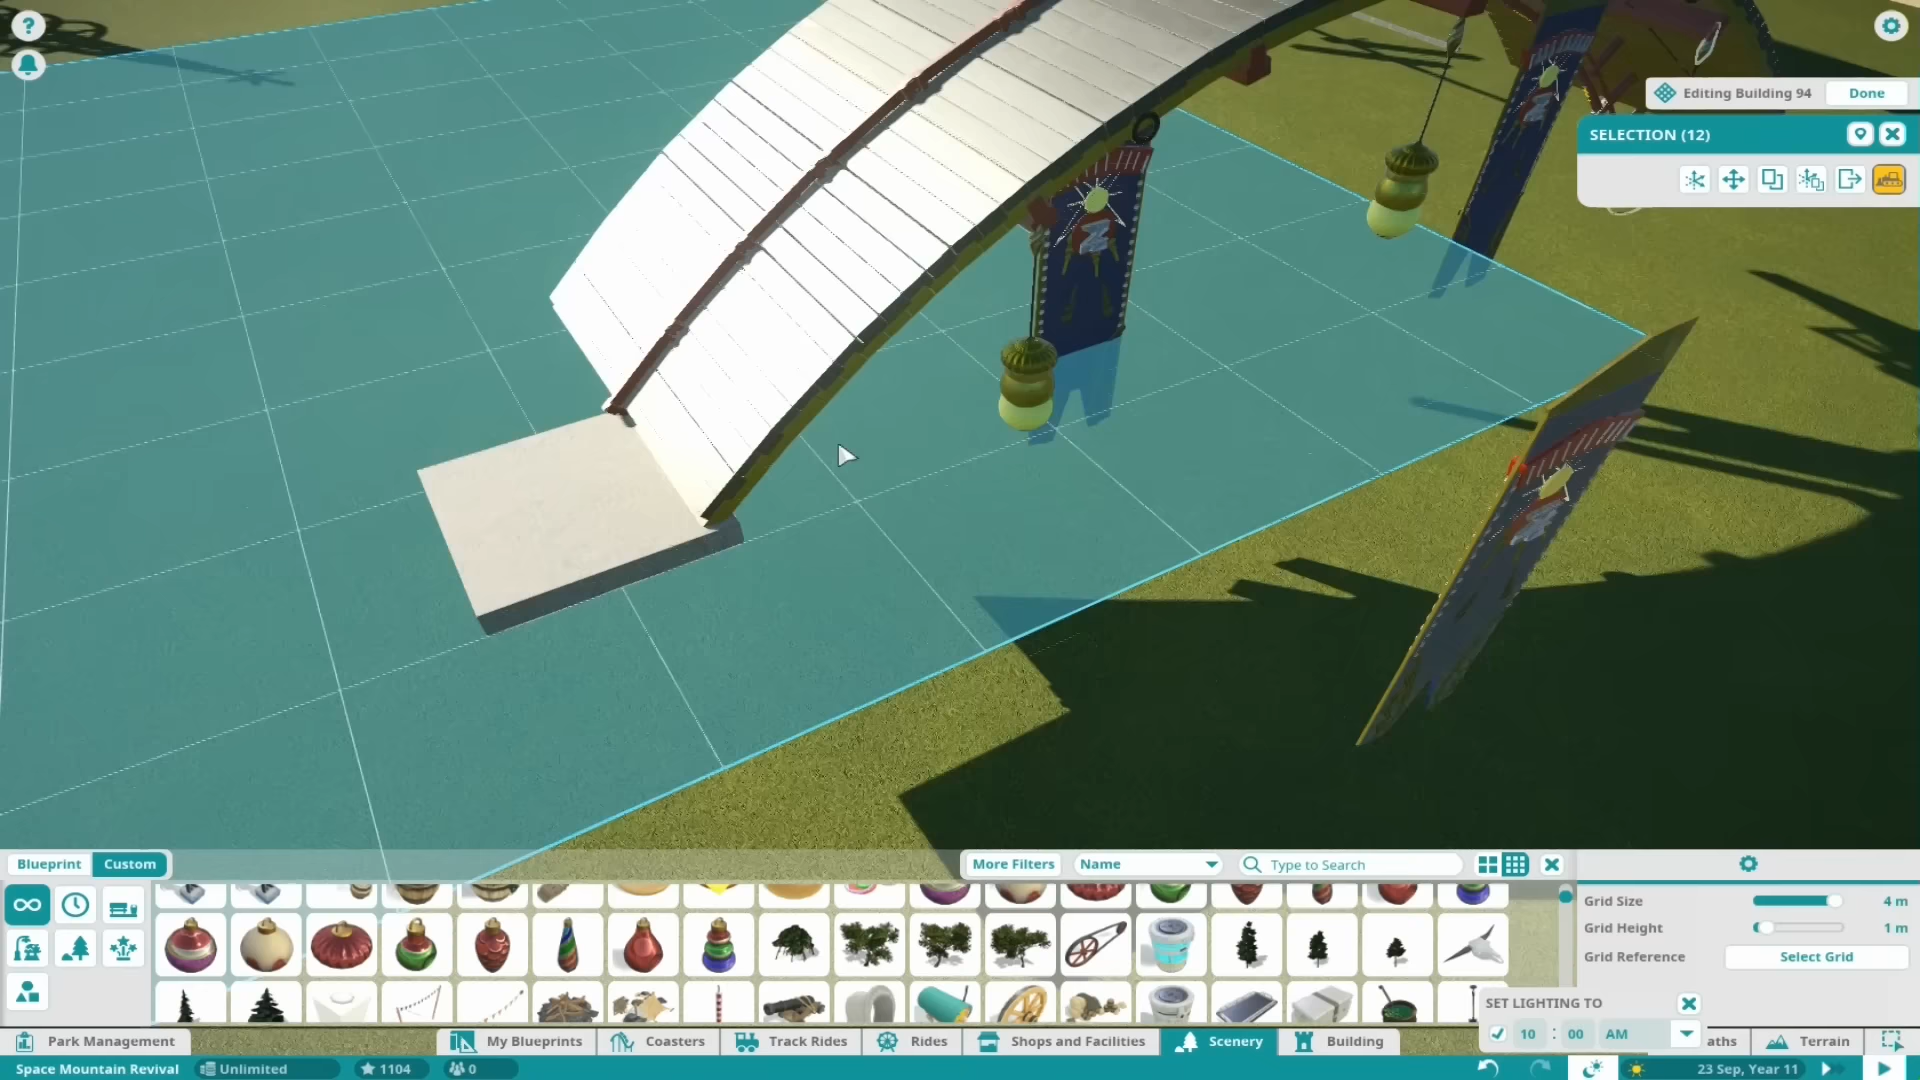 ?
Editing Building 94 Done
SELECTION (12)
Blueprint Custom More Filters Name Type to Search
Grid Size 4 m
Grid Height 1 m
Grid Reference Select Grid
SET LIGHTING TO
10 : 00 AM
Park Management My Blueprints Coasters Track Rides Rides Shops and Facilities Scenery Building aths Terrain
Space Mountain Revival Unlimited 1104 0 23 Sep, Year 11